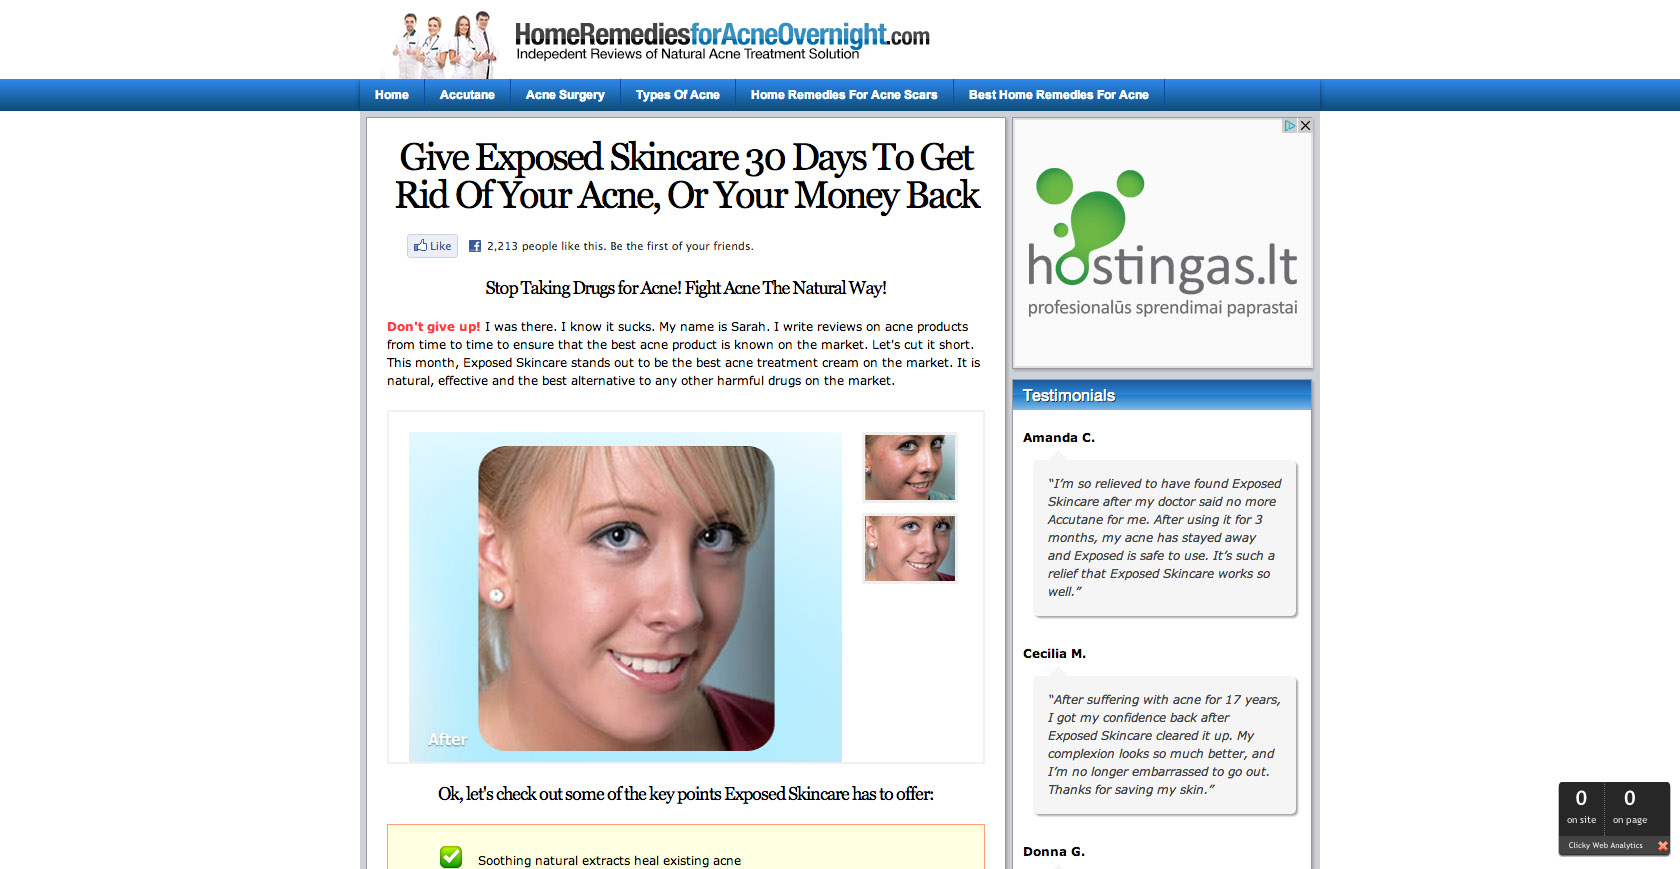 HomeRemediesforAcneOvernight.com
Indepedent Reviews of Natural Acne Treatment Solution
Home Accutane Acne Surgery Types Of Acne Home Remedies For Acne Scars Best Home Remedies For Acne
Give Exposed Skincare 30 Days To Get
Rid Of Your Acne, Or Your Money Back
Like 2,213 people like this. Be the first of your friends.
Stop Taking Drugs for Acne! Fight Acne The Natural Way!
Don't give up! I was there. I know it sucks. My name is Sarah. I write reviews on acne products
from time to time to ensure that the best acne product is known on the market. Let's cut it short.
This month, Exposed Skincare stands out to be the best acne treatment cream on the market. It is
natural, effective and the best alternative to any other harmful drugs on the market.
After
Ok, let's check out some of the key points Exposed Skincare has to offer:
Soothing natural extracts heal existing acne
hostingas.lt
profesionalūs sprendimai paprastai
Testimonials
Amanda C.
“I’m so relieved to have found Exposed
Skincare after my doctor said no more
Accutane for me. After using it for 3
months, my acne has stayed away
and Exposed is safe to use. It’s such a
relief that Exposed Skincare works so
well.”
Cecilia M.
“After suffering with acne for 17 years,
I got my confidence back after
Exposed Skincare cleared it up. My
complexion looks so much better, and
I’m no longer embarrassed to go out.
Thanks for saving my skin.”
Donna G.
0 0
on site on page
Clicky Web Analytics